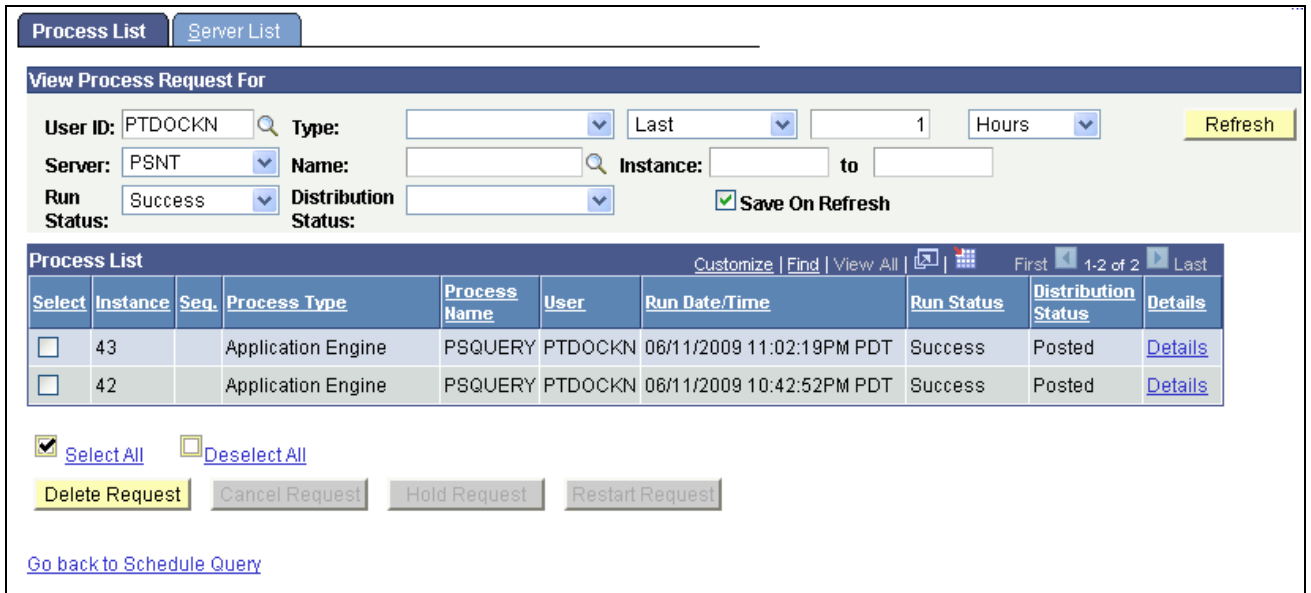 Process List Server List
View Process Request For
User ID: PTDOCKN Type: Last 1 Hours Refresh
Server: PSNT Name: Instance: to
Run Status: Success Distribution Status: Save On Refresh
Process List Customize | Find | View All | | First 1-2 of 2 Last
Select Instance Seq. Process Type Process Name User Run Date/Time Run Status Distribution Status Details
43 Application Engine PSQUERY PTDOCKN 06/11/2009 11:02:19PM PDT Success Posted Details
42 Application Engine PSQUERY PTDOCKN 06/11/2009 10:42:52PM PDT Success Posted Details
Select All Deselect All
Delete Request Cancel Request Hold Request Restart Request
Go back to Schedule Query